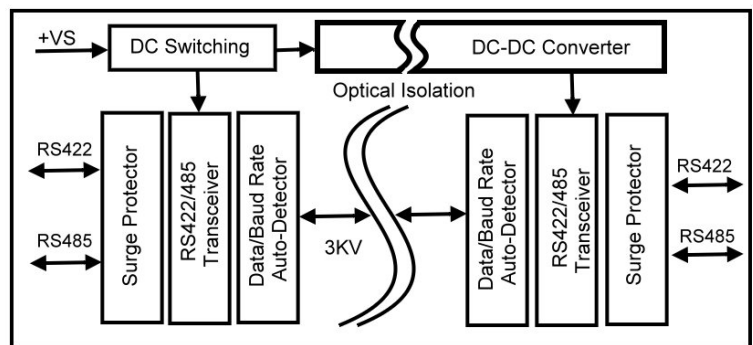 +VS
DC Switching
DC-DC Converter
Optical Isolation
RS422
RS485
Surge Protector
RS422/485
Transceiver
Data/Baud Rate
Auto-Detector
3KV
Data/Baud Rate
Auto-Detector
RS422/485
Transceiver
Surge Protector
RS422
RS485